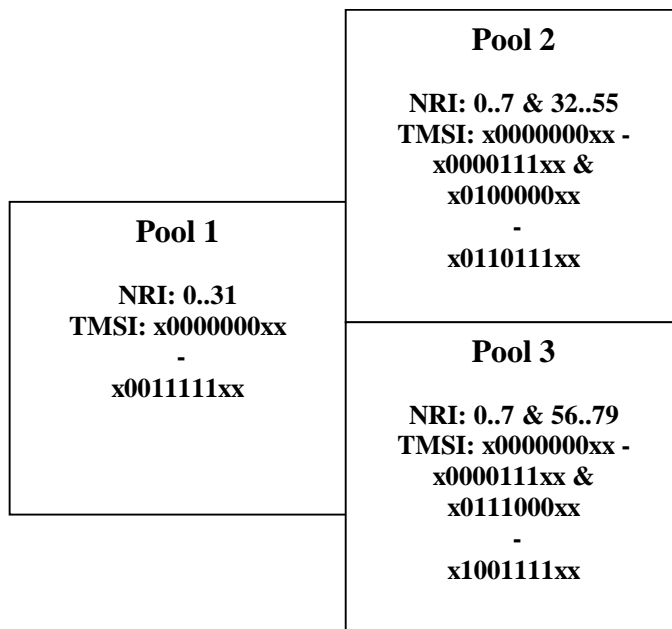 Pool 2
NRI: 0..7 & 32..55
TMSI: x0000000xx -
x0000111xx &
x0100000xx
-
x0110111xx
Pool 1
NRI: 0..31
TMSI: x0000000xx
-
x0011111xx
Pool 3
NRI: 0..7 & 56..79
TMSI: x0000000xx -
x0000111xx &
x0111000xx
-
x1001111xx